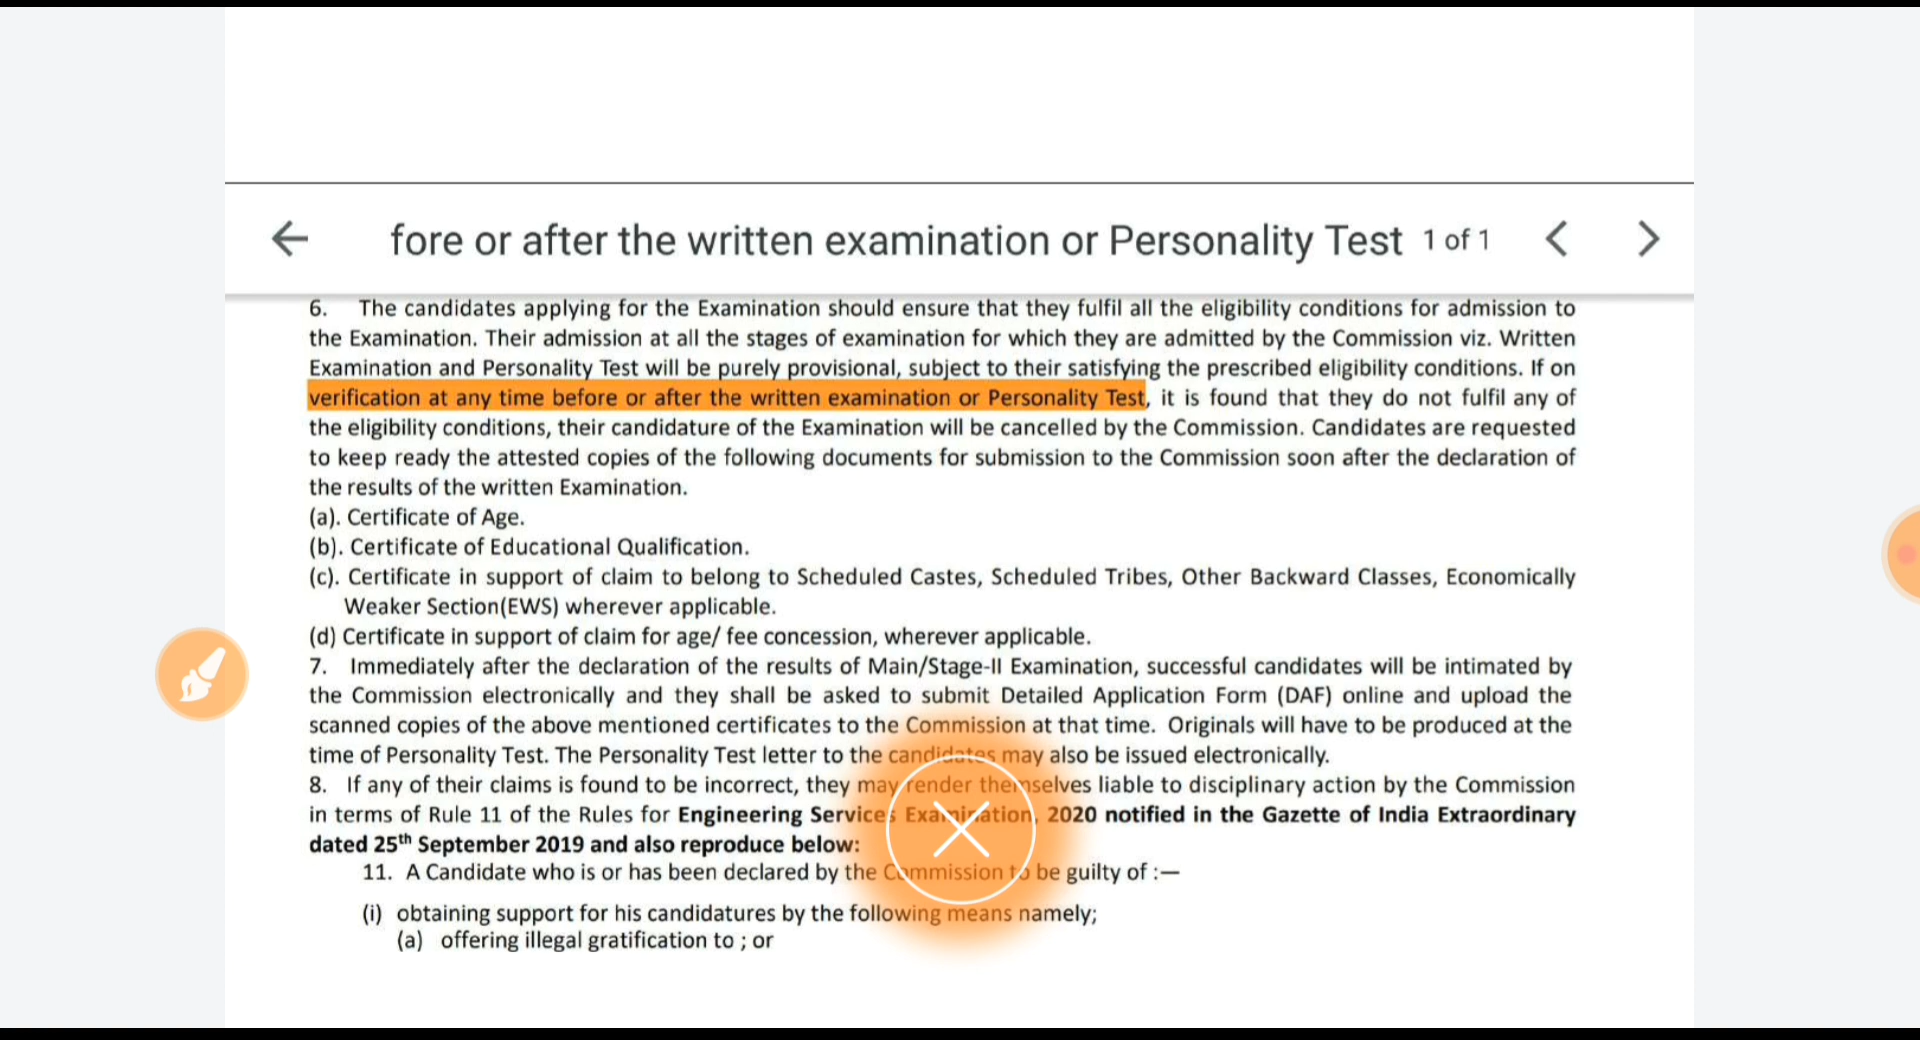 fore or after the written examination or Personality Test 1 of 1
6. The candidates applying for the Examination should ensure that they fulfil all the eligibility conditions for admission to
the Examination. Their admission at all the stages of examination for which they are admitted by the Commission viz. Written
Examination and Personality Test will be purely provisional, subject to their satisfying the prescribed eligibility conditions. If on
verification at any time before or after the written examination or Personality Test, it is found that they do not fulfil any of
the eligibility conditions, their candidature of the Examination will be cancelled by the Commission. Candidates are requested
to keep ready the attested copies of the following documents for submission to the Commission soon after the declaration of
the results of the written Examination.
(a). Certificate of Age.
(b). Certificate of Educational Qualification.
(c). Certificate in support of claim to belong to Scheduled Castes, Scheduled Tribes, Other Backward Classes, Economically
Weaker Section(EWS) wherever applicable.
(d) Certificate in support of claim for age/ fee concession, wherever applicable.
7. Immediately after the declaration of the results of Main/Stage-II Examination, successful candidates will be intimated by
the Commission electronically and they shall be asked to submit Detailed Application Form (DAF) online and upload the
scanned copies of the above mentioned certificates to the Commission at that time. Originals will have to be produced at the
time of Personality Test. The Personality Test letter to the candidates may also be issued electronically.
8. If any of their claims is found to be incorrect, they may render themselves liable to disciplinary action by the Commission
in terms of Rule 11 of the Rules for Engineering Services Examination, 2020 notified in the Gazette of India Extraordinary
dated 25th September 2019 and also reproduce below:
11. A Candidate who is or has been declared by the Commission to be guilty of :—
(i) obtaining support for his candidatures by the following means namely;
(a) offering illegal gratification to ; or